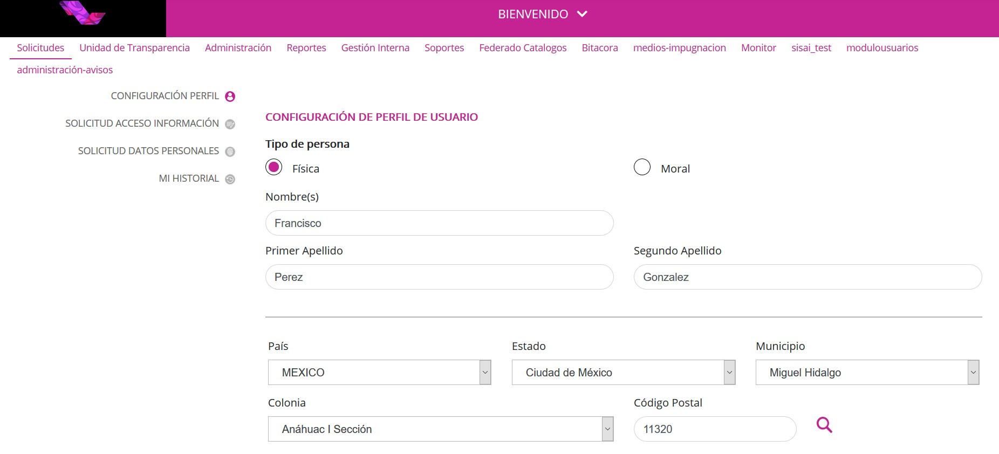 BIENVENIDO
Solicitudes Unidad de Transparencia Administración Reportes Gestión Interna Soportes Federado Catalogos Bitacora medios-impugnacion Monitor sisai_test modulousuarios
administración-avisos
CONFIGURACIÓN PERFIL
SOLICITUD ACCESO INFORMACIÓN
SOLICITUD DATOS PERSONALES
MI HISTORIAL
CONFIGURACIÓN DE PERFIL DE USUARIO
Tipo de persona
Física Moral
Nombre(s)
Francisco
Primer Apellido Segundo Apellido
Perez Gonzalez
País Estado Municipio
MEXICO Ciudad de México Miguel Hidalgo
Colonia Código Postal
Anáhuac I Sección 11320